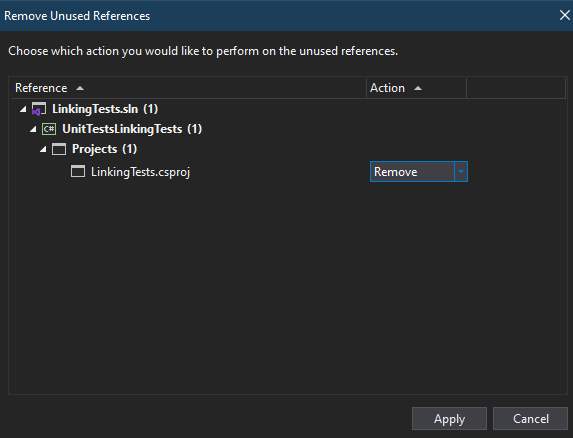 Remove Unused References
Choose which action you would like to perform on the unused references.
Reference Action
LinkingTests.sln (1)
C# UnitTestsLinkingTests (1)
Projects (1)
LinkingTests.csproj Remove
Apply Cancel